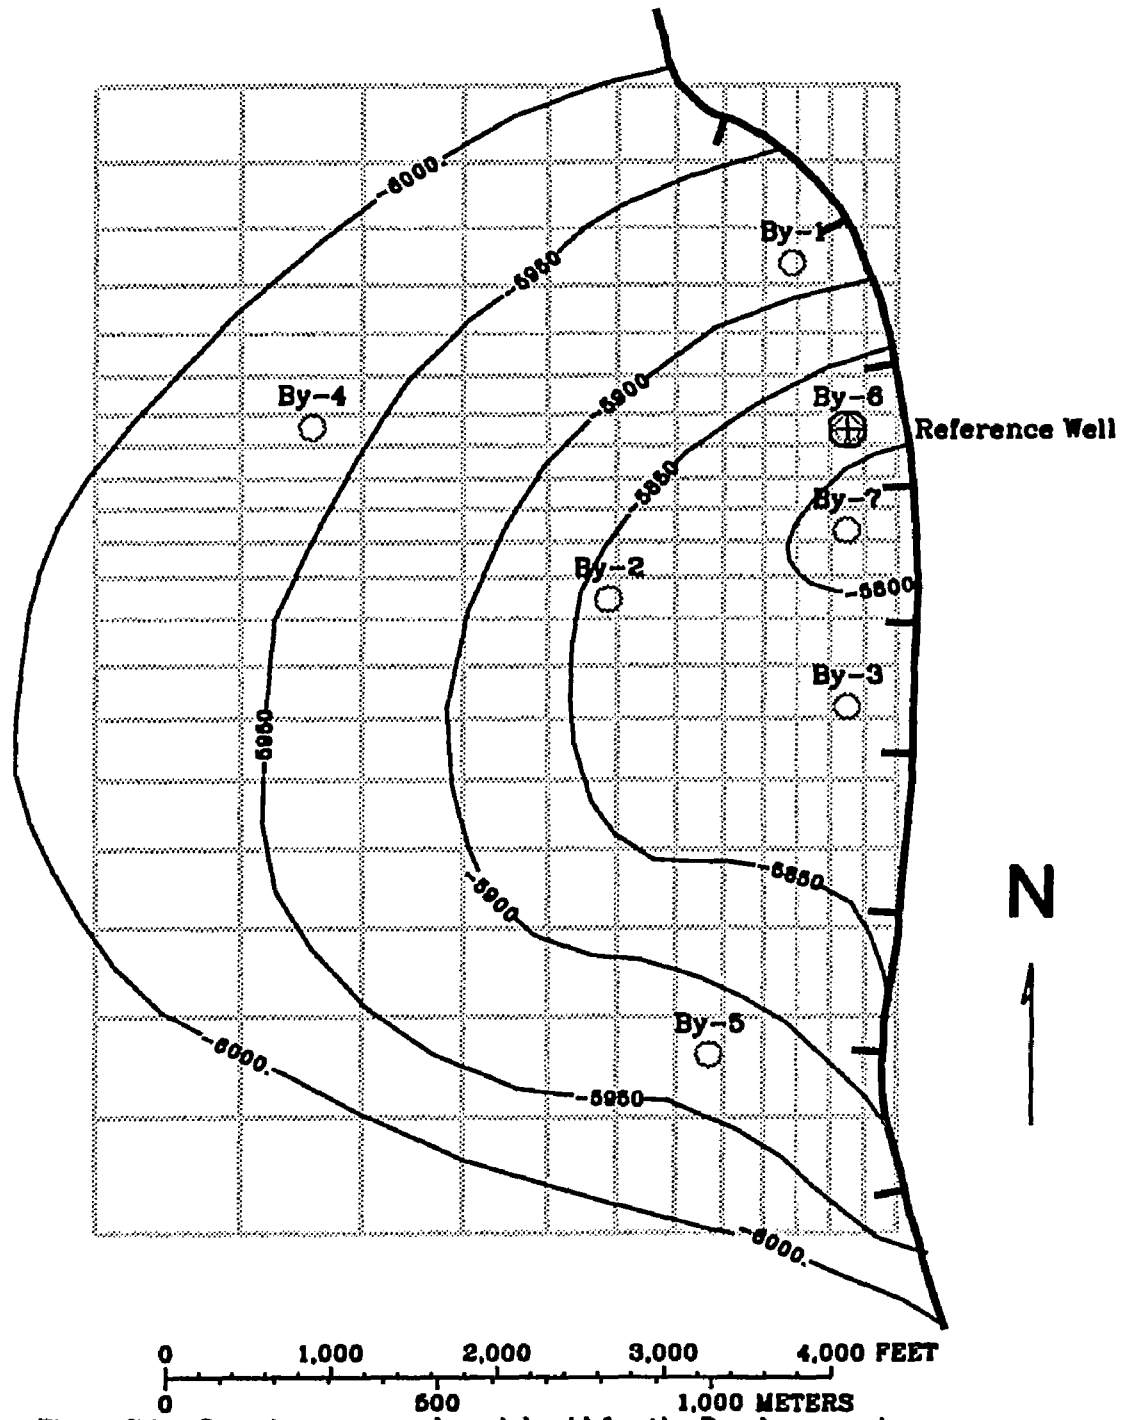 -6000.
By-1
-5950
By-4
-5900
By-6
Reference Well
-5850
By-7
By-2
-5800
By-3
-5950
-5850
-5900
N
By-5
-6000.
-5950
-6000.
0 1,000 2,000 3,000 4,000 FEET
0 500 1,000 METERS